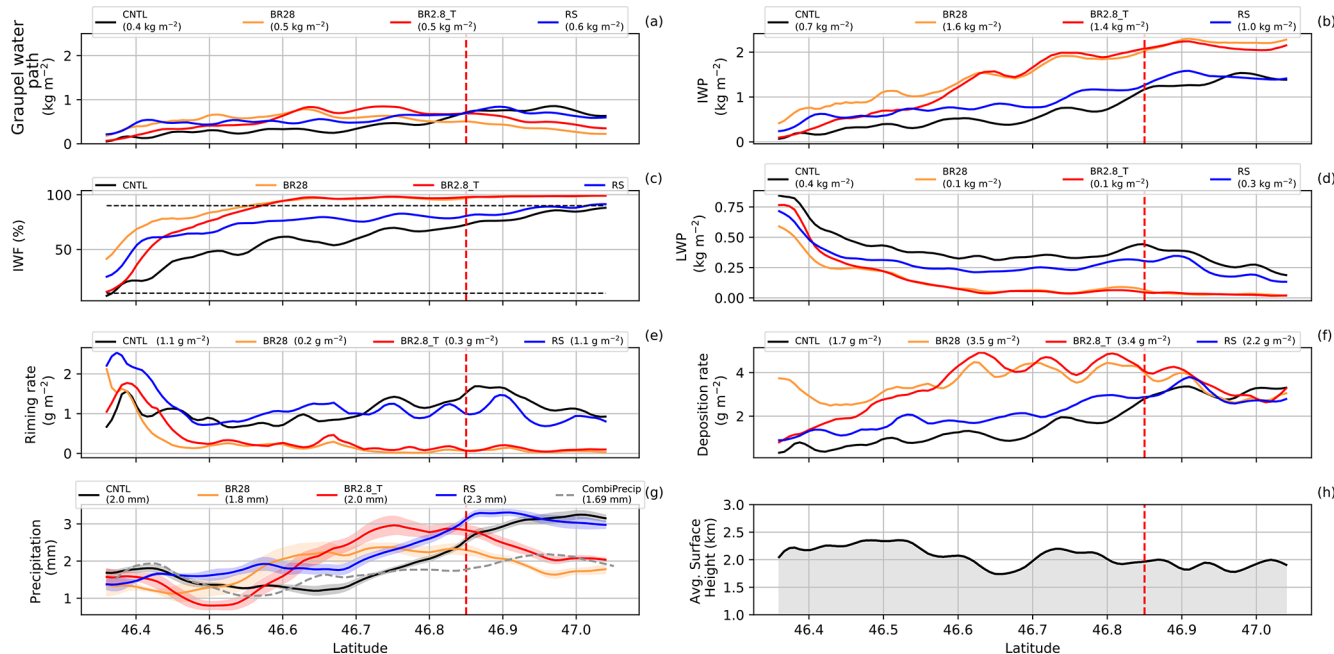 CNTL BR28 BR2.8_T RS (a)
(0.4 kg m⁻²) (0.5 kg m⁻²) (0.5 kg m⁻²) (0.6 kg m⁻²)
Graupel water
path
(kg m⁻²)
2
1
0
CNTL BR28 BR2.8_T RS (b)
(0.7 kg m⁻²) (1.6 kg m⁻²) (1.4 kg m⁻²) (1.0 kg m⁻²)
IWP
(kg m⁻²)
2
1
0
CNTL BR28 BR2.8_T RS (c)
IWF (%)
100
50
CNTL BR28 BR2.8_T RS (d)
(0.4 kg m⁻²) (0.1 kg m⁻²) (0.1 kg m⁻²) (0.3 kg m⁻²)
LWP
(kg m⁻²)
0.75
0.50
0.25
0.00
CNTL (1.1 g m⁻²) BR28 (0.2 g m⁻²) BR2.8_T (0.3 g m⁻²) RS (1.1 g m⁻²) (e)
Riming rate
(g m⁻²)
2
1
0
CNTL (1.7 g m⁻²) BR28 (3.5 g m⁻²) BR2.8_T (3.4 g m⁻²) RS (2.2 g m⁻²) (f)
Deposition rate
(g m⁻²)
4
2
CNTL BR28 BR2.8_T RS CombiPrecip (g)
(2.0 mm) (1.8 mm) (2.0 mm) (2.3 mm) (1.69 mm)
Precipitation
(mm)
3
2
1
46.4 46.5 46.6 46.7 46.8 46.9 47.0
Latitude
(h)
Avg. Surface
Height (km)
3.0
2.5
2.0
1.5
1.0
46.4 46.5 46.6 46.7 46.8 46.9 47.0
Latitude